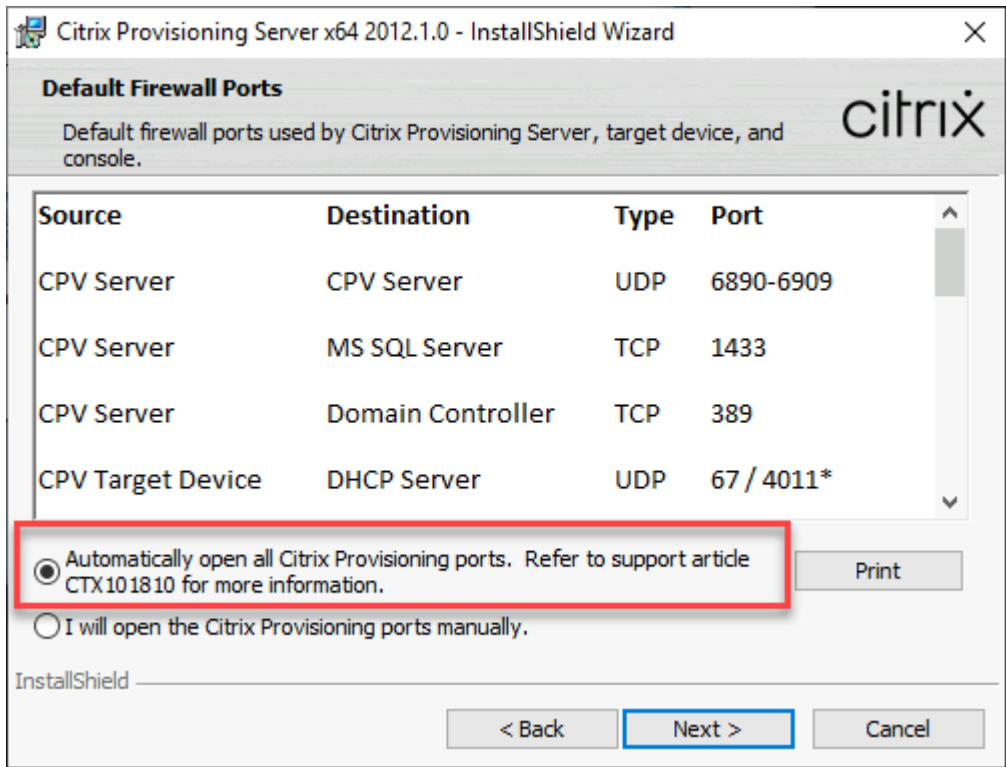 Citrix Provisioning Server x64 2012.1.0 - InstallShield Wizard
Default Firewall Ports
Default firewall ports used by Citrix Provisioning Server, target device, and
console.
citrix
Source Destination Type Port
CPV Server CPV Server UDP 6890-6909
CPV Server MS SQL Server TCP 1433
CPV Server Domain Controller TCP 389
CPV Target Device DHCP Server UDP 67 / 4011*
Automatically open all Citrix Provisioning ports. Refer to support article
CTX101810 for more information.
Print
I will open the Citrix Provisioning ports manually.
InstallShield
< Back Next > Cancel